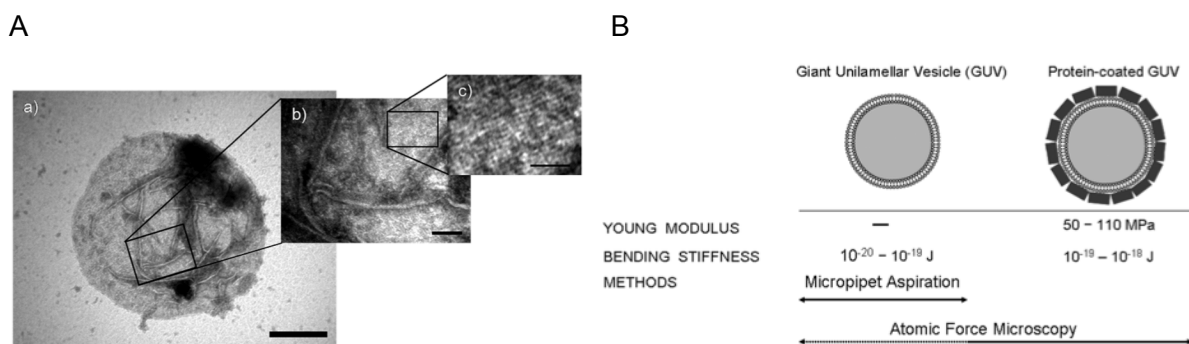 A
B
a)
b)
c)
Giant Unilamellar Vesicle (GUV) Protein-coated GUV
YOUNG MODULUS — 50 – 110 MPa
BENDING STIFFNESS 10⁻²⁰ – 10⁻¹⁹ J 10⁻¹⁹ – 10⁻¹⁸ J
METHODS Micropipet Aspiration
Atomic Force Microscopy